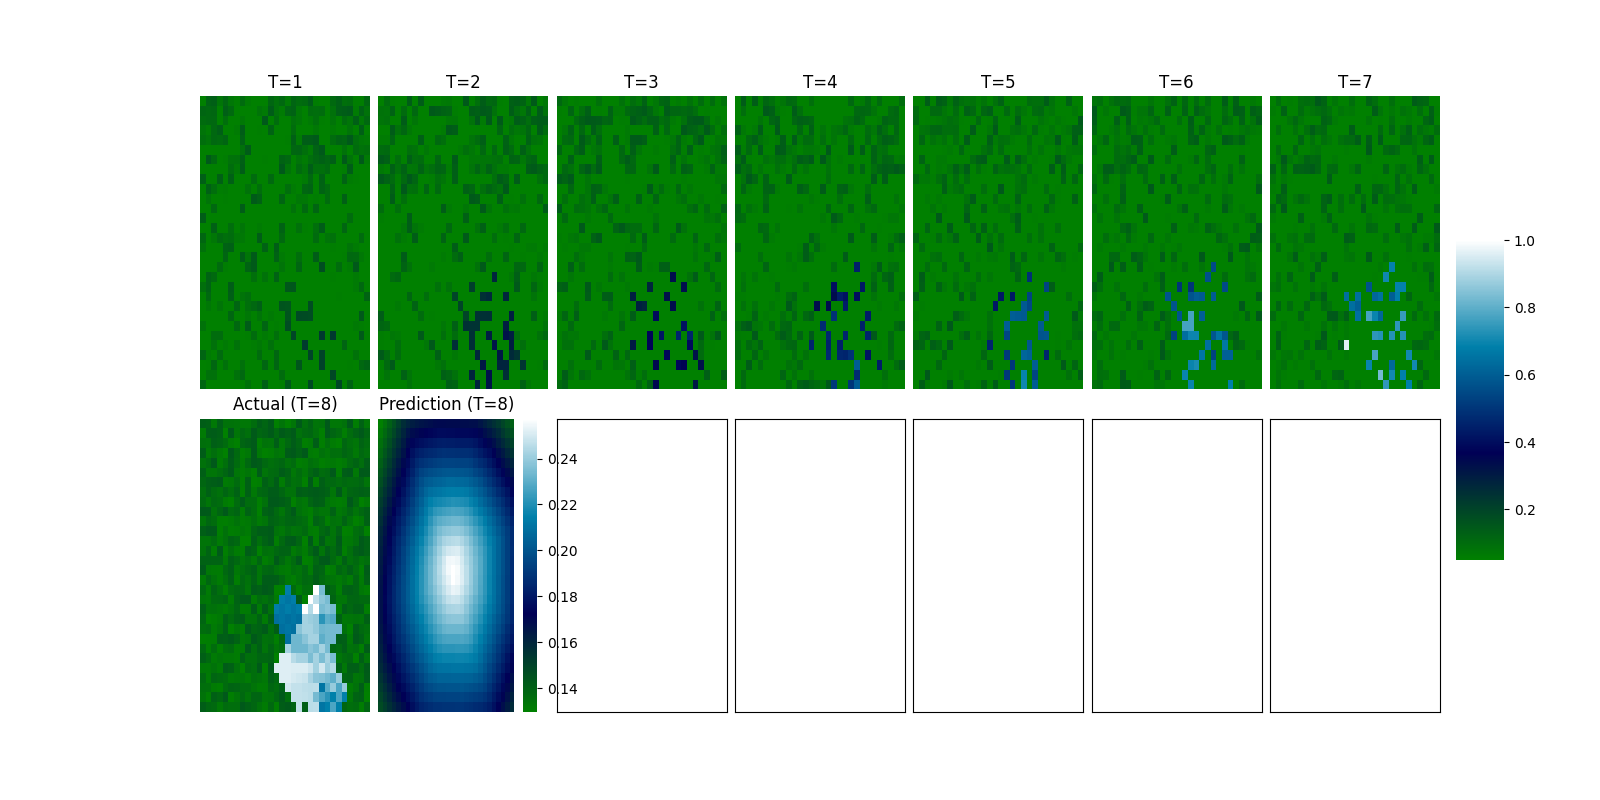 T=1
T=2
T=3
T=4
T=5
T=6
T=7
1.0
0.8
0.6
0.4
0.2
Actual (T=8)
Prediction (T=8)
0.24
0.22
0.20
0.18
0.16
0.14